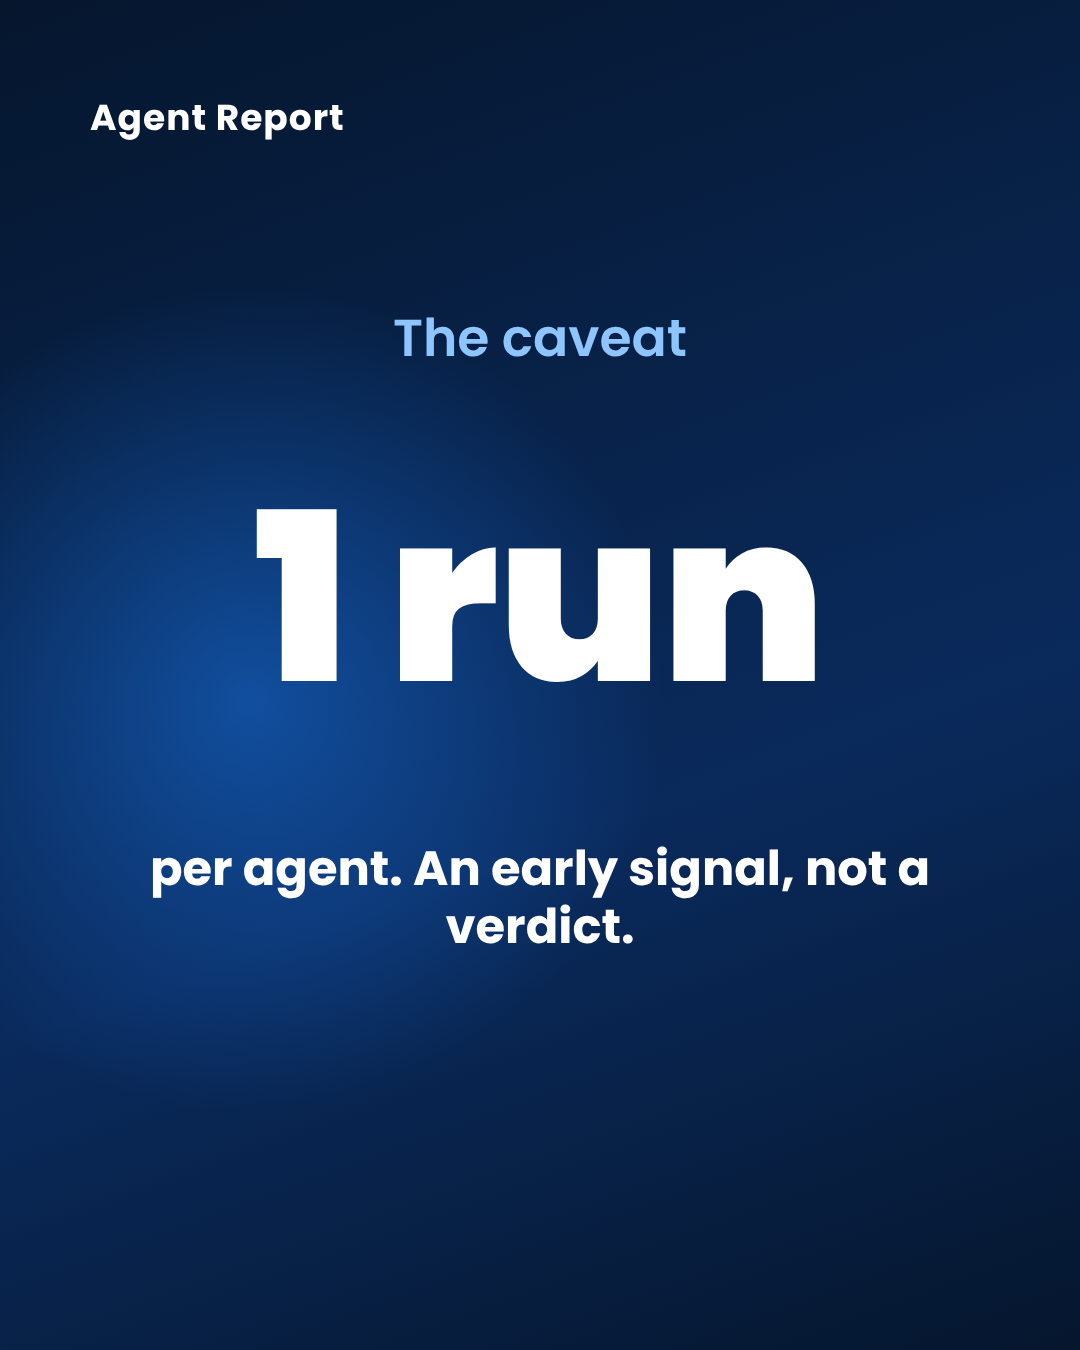 Agent Report
The caveat
1 run
per agent. An early signal, not a
verdict.